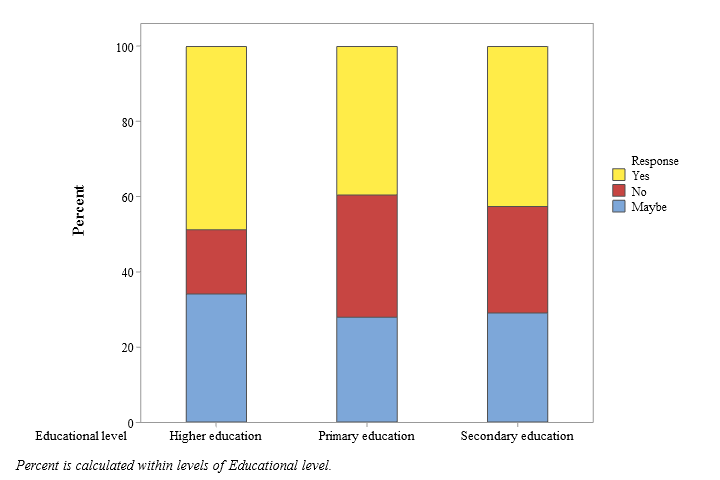 100
80
60
40
20
0
Percent
Response
Yes
No
Maybe
Educational level
Higher education
Primary education
Secondary education
Percent is calculated within levels of Educational level.